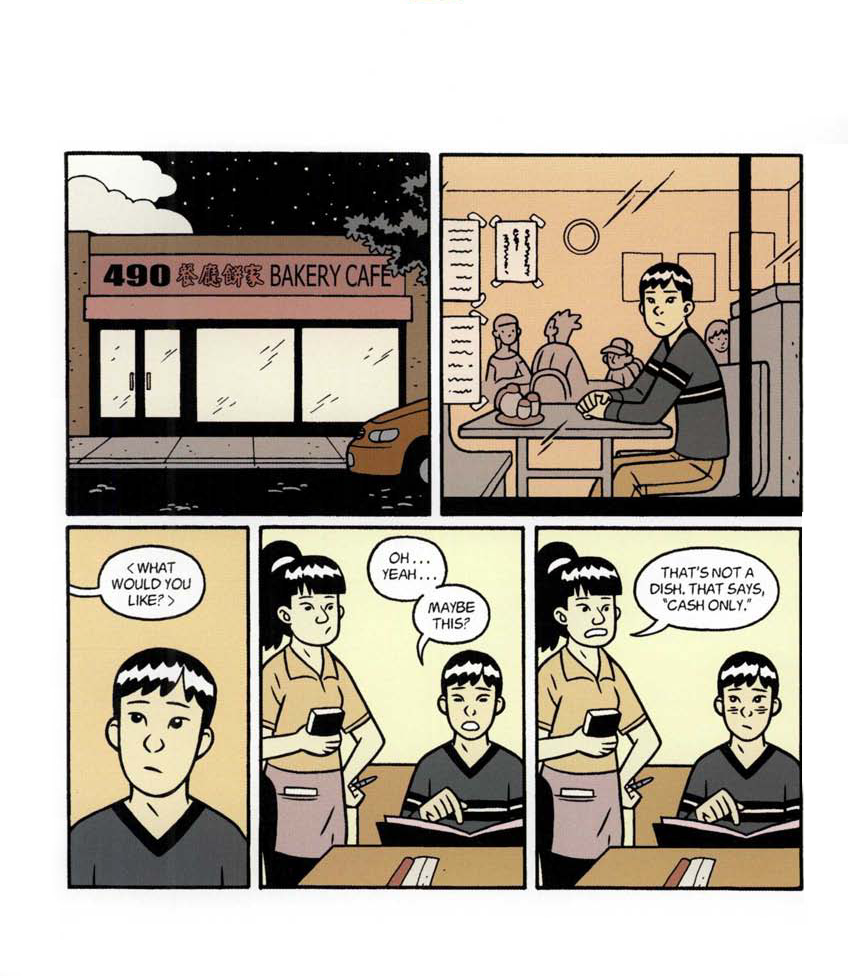 490 餐廳餅家 BAKERY CAFE
< WHAT
WOULD YOU
LIKE? >
OH...
YEAH...
MAYBE
THIS?
THAT'S NOT A
DISH. THAT SAYS,
"CASH ONLY."